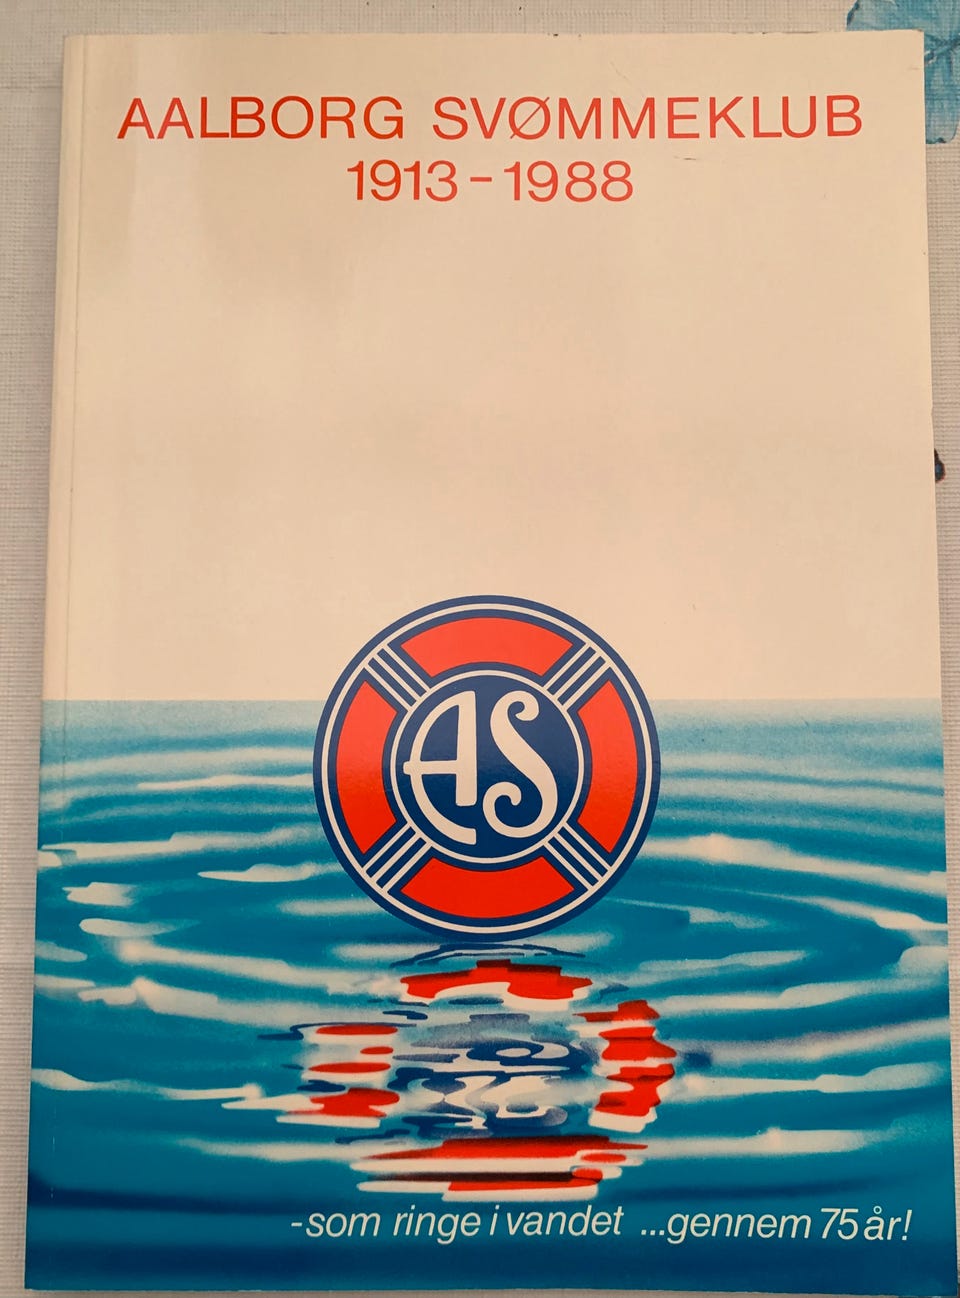 AALBORG SVØMMEKLUB
1913-1988
AS
-som ringe i vandet ...gennem 75 år!